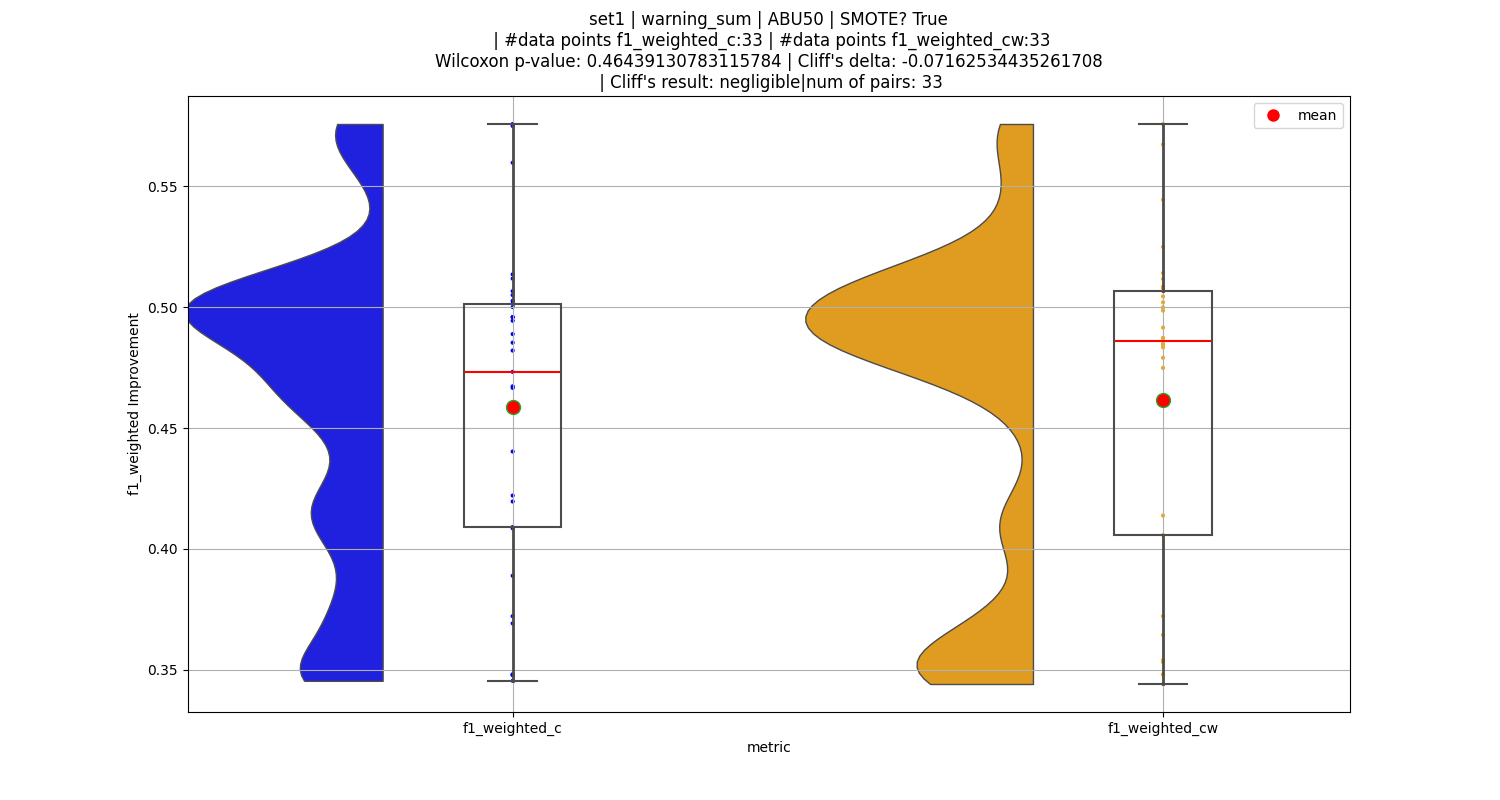 set1 | warning_sum | ABU50 | SMOTE? True
| #data points f1_weighted_c:33 | #data points f1_weighted_cw:33
Wilcoxon p-value: 0.46439130783115784 | Cliff's delta: -0.07162534435261708
| Cliff's result: negligible|num of pairs: 33
mean
f1_weighted Improvement
0.55
0.50
0.45
0.40
0.35
f1_weighted_c
f1_weighted_cw
metric